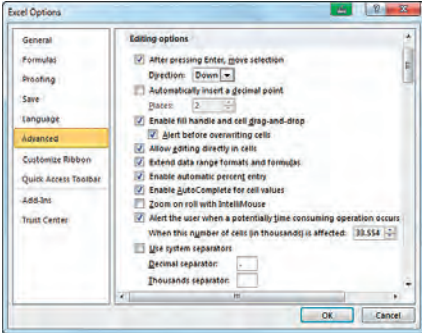 Excel Options
General
Formulas
Proofing
Save
Language
Advanced
Customize Ribbon
Quick Access Toolbar
Add-Ins
Trust Center
Editing options
After pressing Enter, move selection
Direction: Down
Automatically insert a decimal point
Places: 2
Enable fill handle and cell drag-and-drop
Alert before overwriting cells
Allow editing directly in cells
Extend data range formats and formulas
Enable automatic percent entry
Enable AutoComplete for cell values
Zoom on roll with IntelliMouse
Alert the user when a potentially time consuming operation occurs
When this number of cells (in thousands) is affected: 33,554
Use system separators
Decimal separator: .
Thousands separator:
OK Cancel